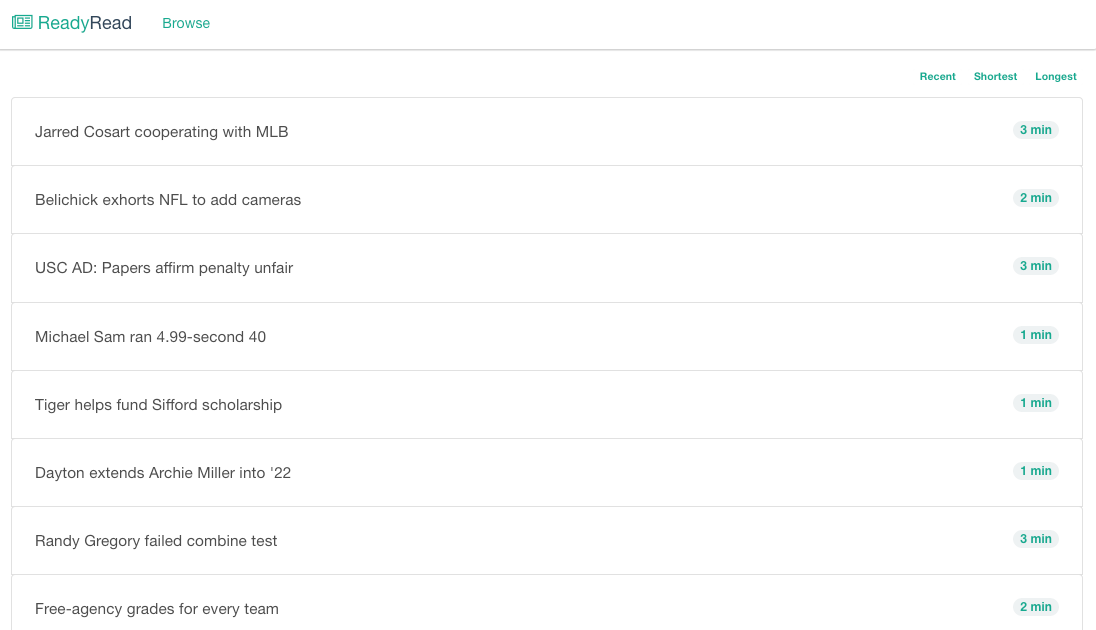 ReadyRead Browse
Recent Shortest Longest
Jarred Cosart cooperating with MLB 3 min
Belichick exhorts NFL to add cameras 2 min
USC AD: Papers affirm penalty unfair 3 min
Michael Sam ran 4.99-second 40 1 min
Tiger helps fund Sifford scholarship 1 min
Dayton extends Archie Miller into '22 1 min
Randy Gregory failed combine test 3 min
Free-agency grades for every team 2 min